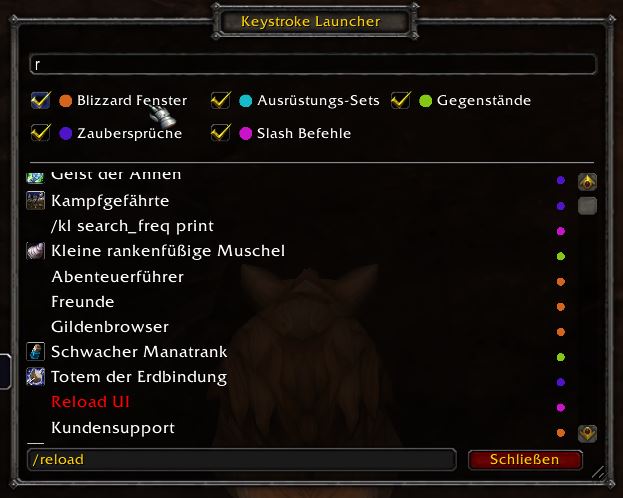 Keystroke Launcher
r
Blizzard Fenster Ausrüstungs-Sets Gegenstände
Zaubersprüche Slash Befehle
Geist der Ahnen
Kampfgefährte
/kl search_freq print
Kleine rankenfüßige Muschel
Abenteuerführer
Freunde
Gildenbrowser
Schwacher Manatrank
Totem der Erdbindung
Reload UI
Kundensupport
/reload Schließen